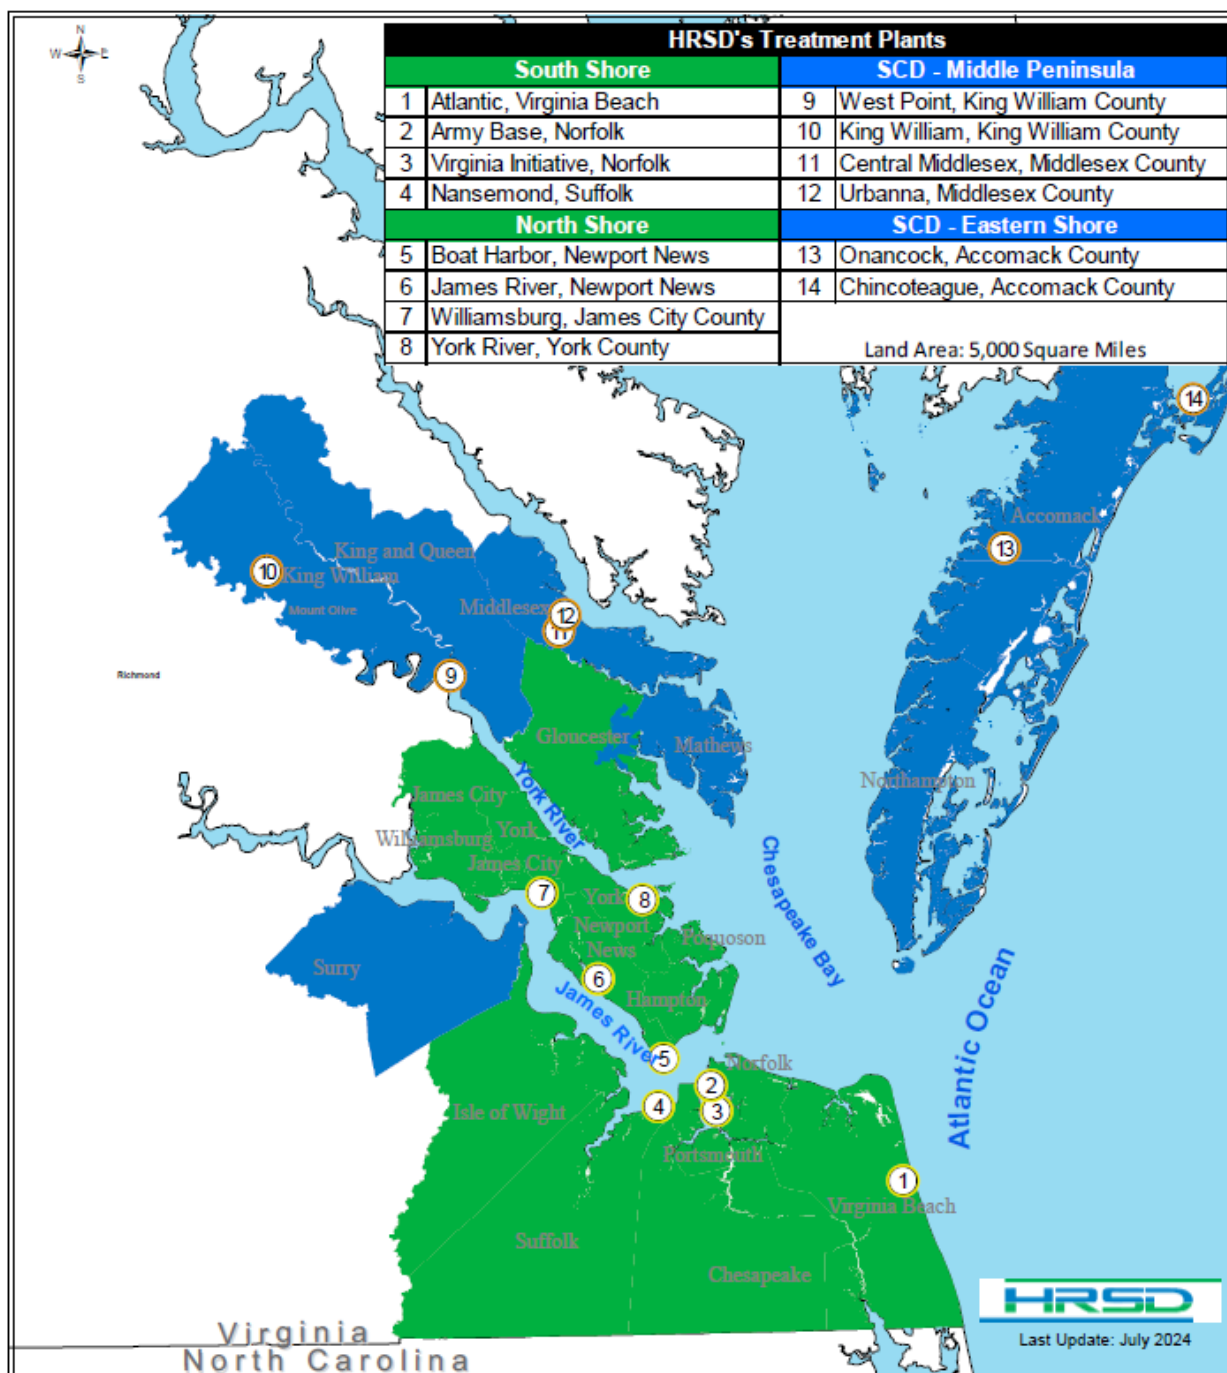 N
W E
S
HRSD's Treatment Plants
South Shore
1 Atlantic, Virginia Beach
2 Army Base, Norfolk
3 Virginia Initiative, Norfolk
4 Nansemond, Suffolk
North Shore
5 Boat Harbor, Newport News
6 James River, Newport News
7 Williamsburg, James City County
8 York River, York County
SCD - Middle Peninsula
9 West Point, King William County
10 King William, King William County
11 Central Middlesex, Middlesex County
12 Urbanna, Middlesex County
SCD - Eastern Shore
13 Onancock, Accomack County
14 Chincoteague, Accomack County
Land Area: 5,000 Square Miles
14
Accomack
13
King and Queen
10
King William
Mount Olive
Middlesex
12
11
Richmond
9
Gloucester
Mathews
Northampton
York River
James City
Williamsburg
York
James City
7
York
8
Newport
News
Poquoson
Chesapeake Bay
Surry
6
Hampton
James River
Atlantic Ocean
5
Norfolk
2
4
3
Isle of Wight
Portsmouth
1
Virginia Beach
Suffolk
Chesapeake
HRSD
Last Update: July 2024
Virginia
North Carolina